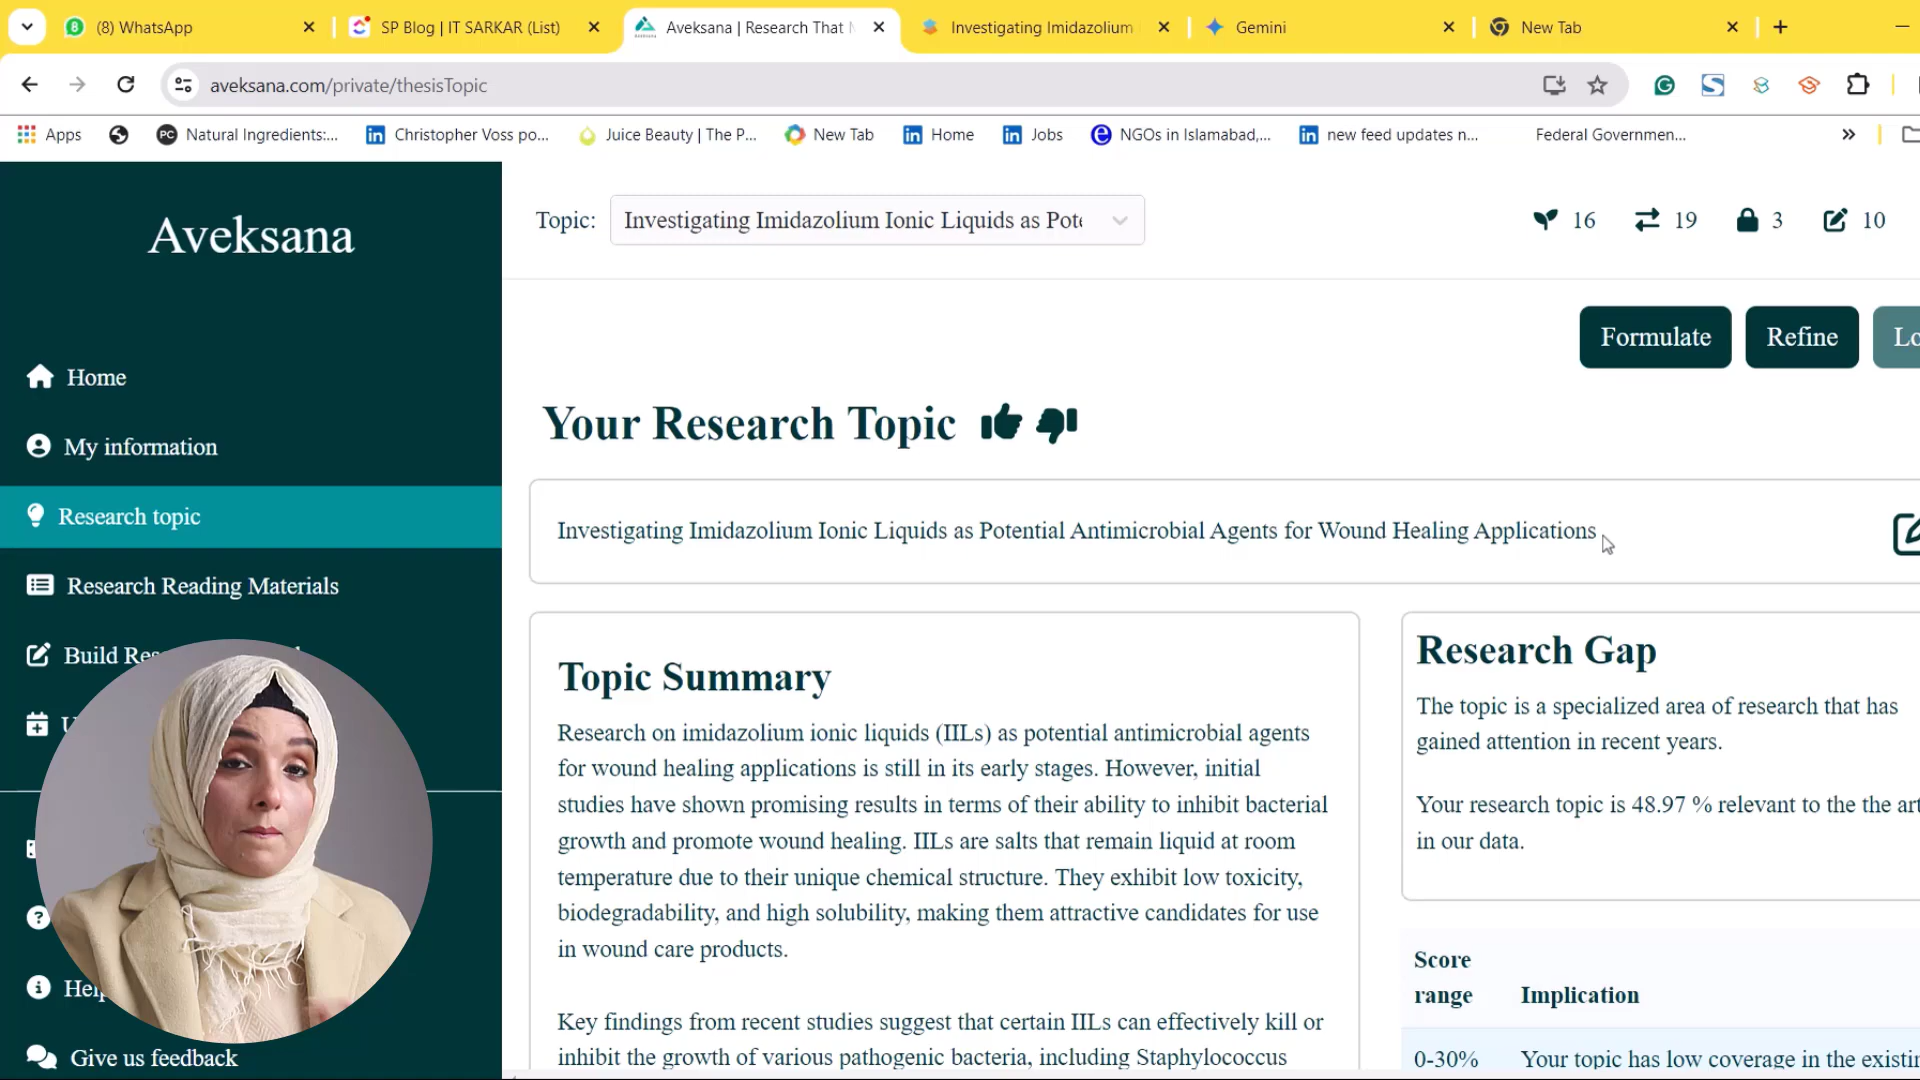 (8) WhatsApp
SP Blog | IT SARKAR (List)
Aveksana | Research That
Investigating Imidazolium
Gemini
New Tab
aveksana.com/private/thesisTopic
Apps
PC Natural Ingredients:...
Christopher Voss po...
Juice Beauty | The P...
New Tab
Home
Jobs
NGOs in Islamabad,...
new feed updates n...
Federal Governmen...
»
Aveksana
Home
My information
Research topic
Research Reading Materials
Build
Give us feedback
Topic:
Investigating Imidazolium Ionic Liquids as
16
19
3
10
Formulate
Refine
Your Research Topic
Investigating Imidazolium Ionic Liquids as Potential Antimicrobial Agents for Wound Healing Applications
Topic Summary
Research on imidazolium ionic liquids (IILs) as potential antimicrobial agents
for wound healing applications is still in its early stages. However, initial
studies have shown promising results in terms of their ability to inhibit bacterial
growth and promote wound healing. IILs are salts that remain liquid at room
temperature due to their unique chemical structure. They exhibit low toxicity,
biodegradability, and high solubility, making them attractive candidates for use
in wound care products.
Key findings from recent studies suggest that certain IILs can effectively kill or
inhibit the growth of various pathogenic bacteria, including Staphylococcus
Research Gap
The topic is a specialized area of research that has
gained attention in recent years.
Your research topic is 48.97 % relevant to the the
in our data.
Score
range
Implication
0-30%
Your topic has low coverage in the